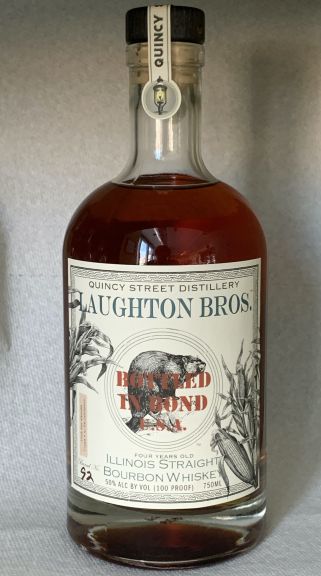 QUINCY
QUINCY STREET DISTILLERY
LAUGHTON BROS.
BOTTLED
IN BOND
U.S.A.
FOUR YEARS OLD
ILLINOIS STRAIGHT
BOURBON WHISKEY
92
50% ALC BY VOL (100 PROOF) 750ML